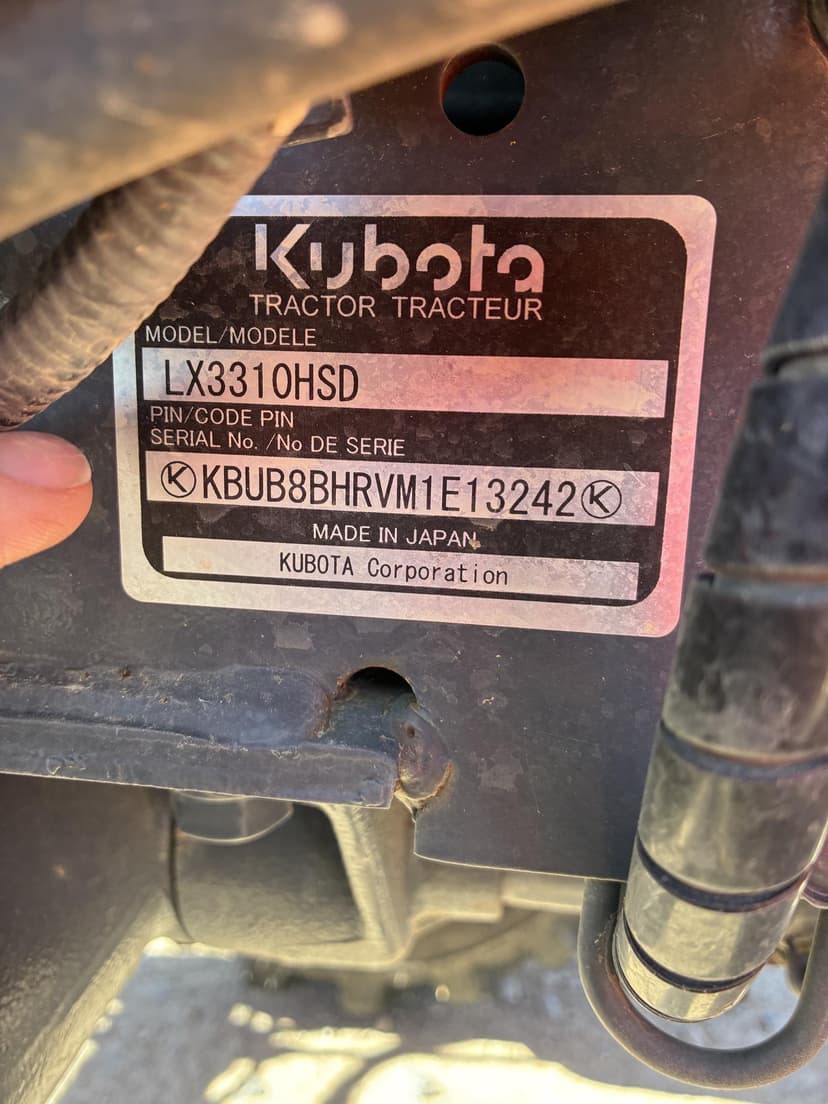 Kubota
TRACTOR TRACTEUR
MODEL/MODELE
LX3310HSD
PIN/CODE PIN
SERIAL No. /No DE SERIE
KBUB8BHRVM1E13242
MADE IN JAPAN
KUBOTA Corporation